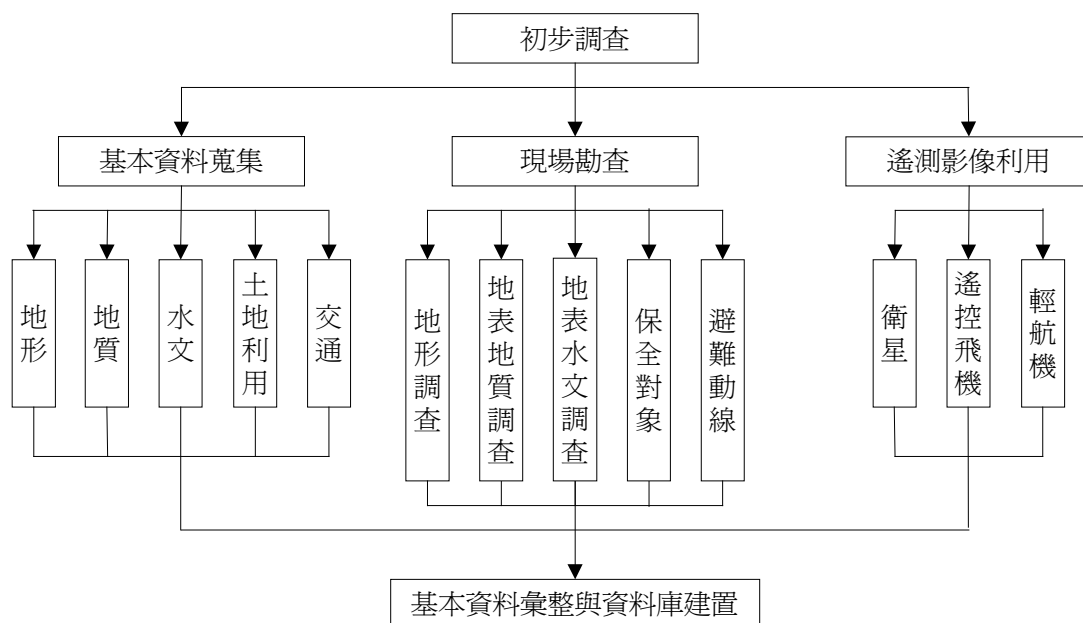 初步調查
基本資料蒐集
現場勘查
遙測影像利用
地形
地質
水文
土地利用
交通
地形調查
地表地質調查
地表水文調查
保全對象
避難動線
衛星
遙控飛機
輕航機
基本資料彙整與資料庫建置